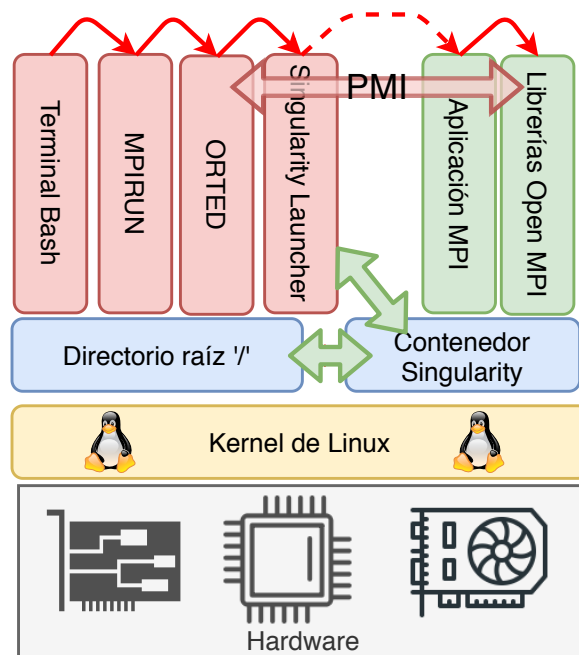 PMI
Terminal Bash
MPIRUN
ORTED
Singularity Launcher
Aplicación MPI
Librerías Open MPI
Directorio raíz '/'
Contenedor
Singularity
Kernel de Linux
Hardware